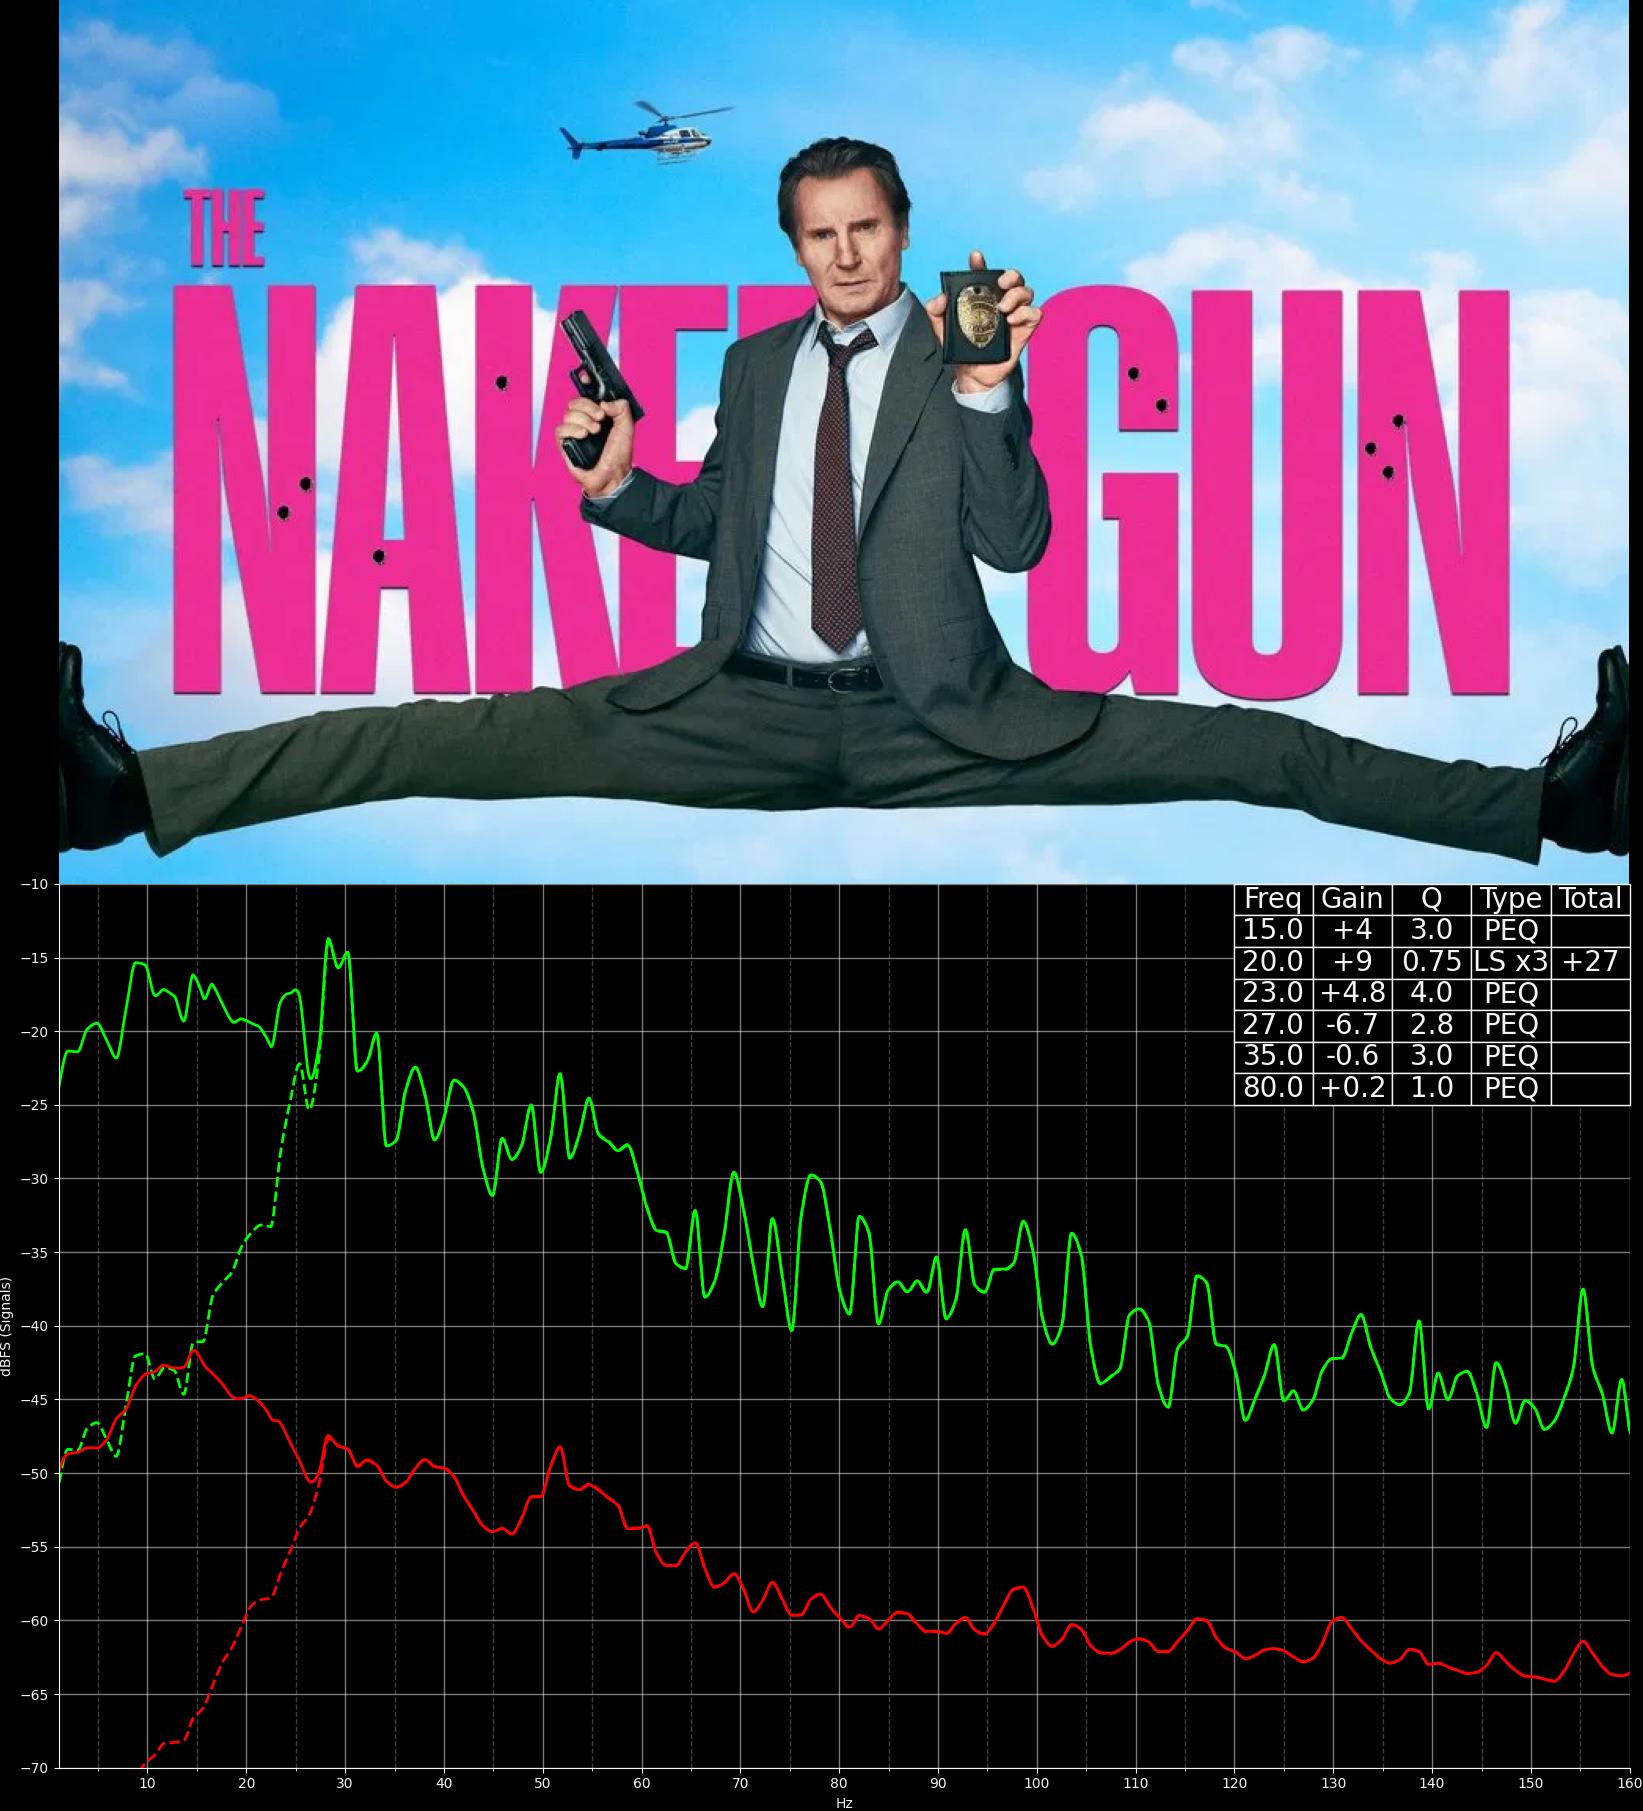 THE
NAKED GUN
Freq Gain Q Type Total
15.0 +4 3.0 PEQ
20.0 +9 0.75 LS x3 +27
23.0 +4.8 4.0 PEQ
27.0 -6.7 2.8 PEQ
35.0 -0.6 3.0 PEQ
80.0 +0.2 1.0 PEQ
−10
−15
−20
−25
−30
−35
−40
−45
−50
−55
−60
−65
−70
dBFS (Signals)
10 20 30 40 50 60 70 80 90 100 110 120 130 140 150 160
Hz